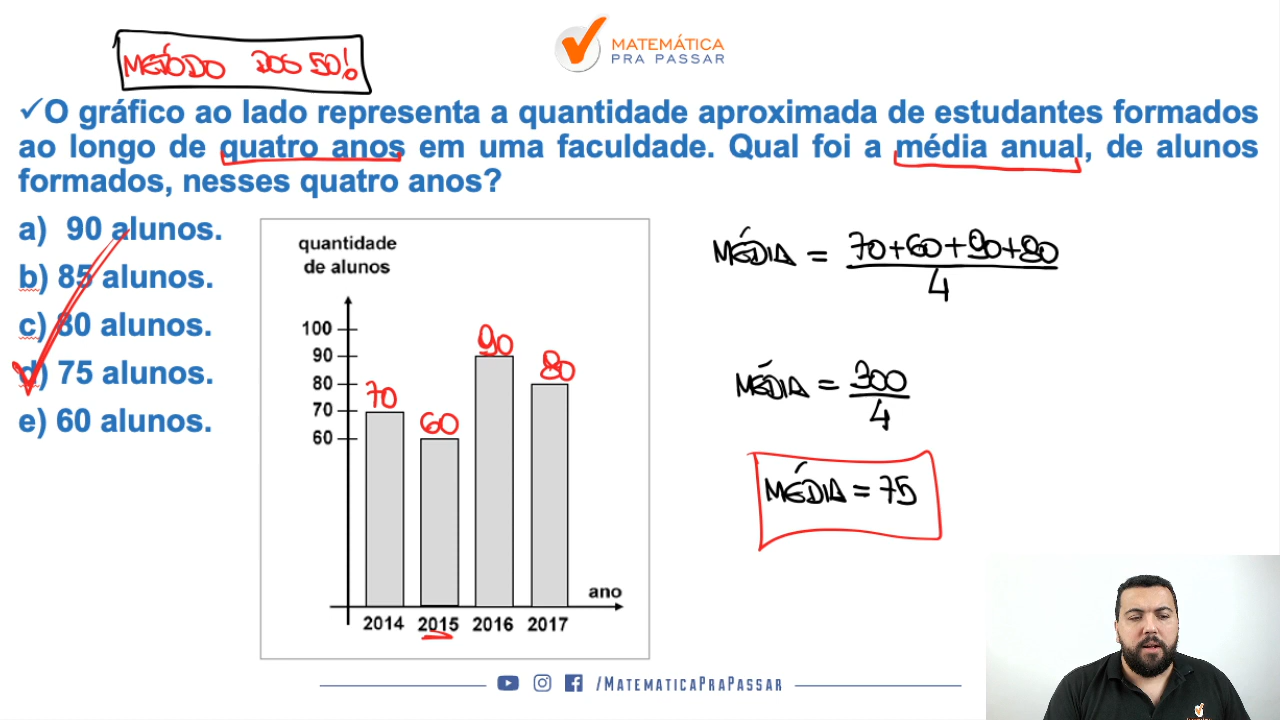 MÉTODO DOS 50!
MATEMÁTICA
PRA PASSAR
✓O gráfico ao lado representa a quantidade aproximada de estudantes formados
ao longo de quatro anos em uma faculdade. Qual foi a média anual, de alunos
formados, nesses quatro anos?
a) 90 alunos.
b) 85 alunos.
c) 80 alunos.
d) 75 alunos.
e) 60 alunos.
quantidade
de alunos
100
90
80
70
60
70
60
90
80
ano
2014 2015 2016 2017
MÉDIA = 70+60+90+80
4
MÉDIA = 300
4
MÉDIA = 75
/MATEMATICAPRAPASSAR